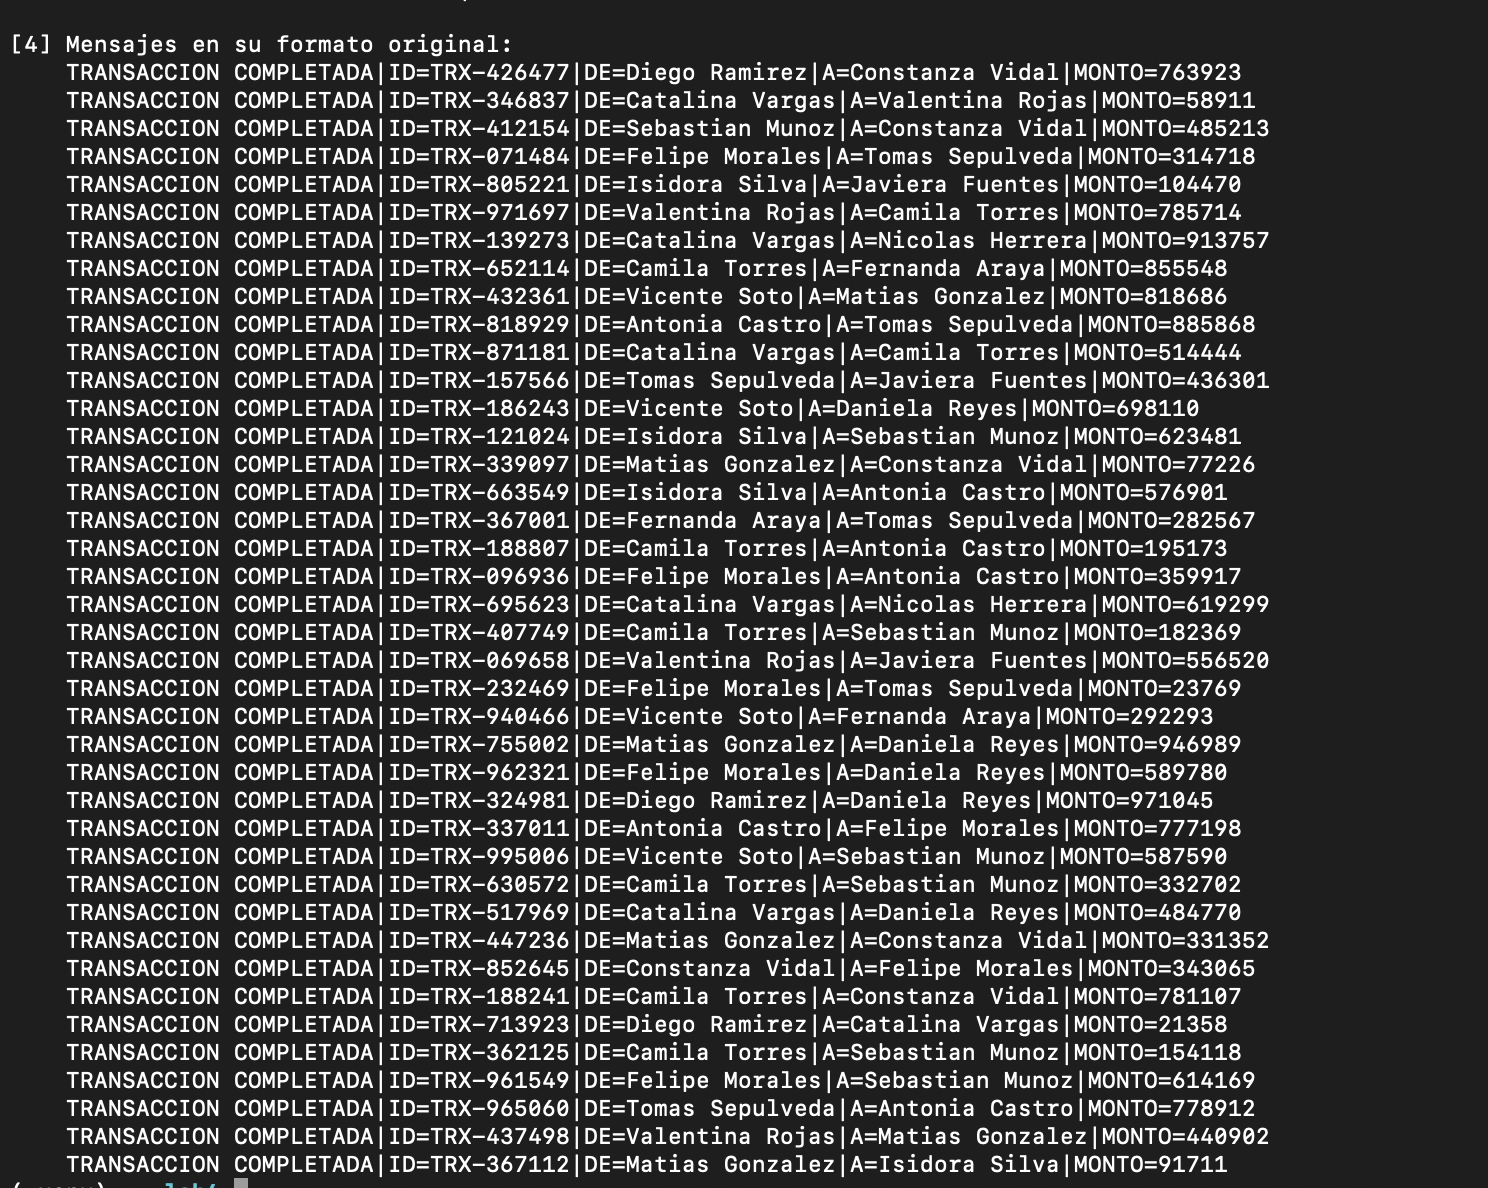 [4] Mensajes en su formato original:
TRANSACCION COMPLETADA|ID=TRX-426477|DE=Diego Ramirez|A=Constanza Vidal|MONTO=763923
TRANSACCION COMPLETADA|ID=TRX-346837|DE=Catalina Vargas|A=Valentina Rojas|MONTO=58911
TRANSACCION COMPLETADA|ID=TRX-412154|DE=Sebastian Munoz|A=Constanza Vidal|MONTO=485213
TRANSACCION COMPLETADA|ID=TRX-071484|DE=Felipe Morales|A=Tomas Sepulveda|MONTO=314718
TRANSACCION COMPLETADA|ID=TRX-805221|DE=Isidora Silva|A=Javiera Fuentes|MONTO=104470
TRANSACCION COMPLETADA|ID=TRX-971697|DE=Valentina Rojas|A=Camila Torres|MONTO=785714
TRANSACCION COMPLETADA|ID=TRX-139273|DE=Catalina Vargas|A=Nicolas Herrera|MONTO=913757
TRANSACCION COMPLETADA|ID=TRX-652114|DE=Camila Torres|A=Fernanda Araya|MONTO=855548
TRANSACCION COMPLETADA|ID=TRX-432361|DE=Vicente Soto|A=Matias Gonzalez|MONTO=818686
TRANSACCION COMPLETADA|ID=TRX-818929|DE=Antonia Castro|A=Tomas Sepulveda|MONTO=885868
TRANSACCION COMPLETADA|ID=TRX-871181|DE=Catalina Vargas|A=Camila Torres|MONTO=514444
TRANSACCION COMPLETADA|ID=TRX-157566|DE=Tomas Sepulveda|A=Javiera Fuentes|MONTO=436301
TRANSACCION COMPLETADA|ID=TRX-186243|DE=Vicente Soto|A=Daniela Reyes|MONTO=698110
TRANSACCION COMPLETADA|ID=TRX-121024|DE=Isidora Silva|A=Sebastian Munoz|MONTO=623481
TRANSACCION COMPLETADA|ID=TRX-339097|DE=Matias Gonzalez|A=Constanza Vidal|MONTO=77226
TRANSACCION COMPLETADA|ID=TRX-663549|DE=Isidora Silva|A=Antonia Castro|MONTO=576901
TRANSACCION COMPLETADA|ID=TRX-367001|DE=Fernanda Araya|A=Tomas Sepulveda|MONTO=282567
TRANSACCION COMPLETADA|ID=TRX-188807|DE=Camila Torres|A=Antonia Castro|MONTO=195173
TRANSACCION COMPLETADA|ID=TRX-096936|DE=Felipe Morales|A=Antonia Castro|MONTO=359917
TRANSACCION COMPLETADA|ID=TRX-695623|DE=Catalina Vargas|A=Nicolas Herrera|MONTO=619299
TRANSACCION COMPLETADA|ID=TRX-407749|DE=Camila Torres|A=Sebastian Munoz|MONTO=182369
TRANSACCION COMPLETADA|ID=TRX-069658|DE=Valentina Rojas|A=Javiera Fuentes|MONTO=556520
TRANSACCION COMPLETADA|ID=TRX-232469|DE=Felipe Morales|A=Tomas Sepulveda|MONTO=23769
TRANSACCION COMPLETADA|ID=TRX-940466|DE=Vicente Soto|A=Fernanda Araya|MONTO=292293
TRANSACCION COMPLETADA|ID=TRX-755002|DE=Matias Gonzalez|A=Daniela Reyes|MONTO=946989
TRANSACCION COMPLETADA|ID=TRX-962321|DE=Felipe Morales|A=Daniela Reyes|MONTO=589780
TRANSACCION COMPLETADA|ID=TRX-324981|DE=Diego Ramirez|A=Daniela Reyes|MONTO=971045
TRANSACCION COMPLETADA|ID=TRX-337011|DE=Antonia Castro|A=Felipe Morales|MONTO=777198
TRANSACCION COMPLETADA|ID=TRX-995006|DE=Vicente Soto|A=Sebastian Munoz|MONTO=587590
TRANSACCION COMPLETADA|ID=TRX-630572|DE=Camila Torres|A=Sebastian Munoz|MONTO=332702
TRANSACCION COMPLETADA|ID=TRX-517969|DE=Catalina Vargas|A=Daniela Reyes|MONTO=484770
TRANSACCION COMPLETADA|ID=TRX-447236|DE=Matias Gonzalez|A=Constanza Vidal|MONTO=331352
TRANSACCION COMPLETADA|ID=TRX-852645|DE=Constanza Vidal|A=Felipe Morales|MONTO=343065
TRANSACCION COMPLETADA|ID=TRX-188241|DE=Camila Torres|A=Constanza Vidal|MONTO=781107
TRANSACCION COMPLETADA|ID=TRX-713923|DE=Diego Ramirez|A=Catalina Vargas|MONTO=21358
TRANSACCION COMPLETADA|ID=TRX-362125|DE=Camila Torres|A=Sebastian Munoz|MONTO=154118
TRANSACCION COMPLETADA|ID=TRX-961549|DE=Felipe Morales|A=Sebastian Munoz|MONTO=614169
TRANSACCION COMPLETADA|ID=TRX-965060|DE=Tomas Sepulveda|A=Antonia Castro|MONTO=778912
TRANSACCION COMPLETADA|ID=TRX-437498|DE=Valentina Rojas|A=Matias Gonzalez|MONTO=440902
TRANSACCION COMPLETADA|ID=TRX-367112|DE=Matias Gonzalez|A=Isidora Silva|MONTO=91711